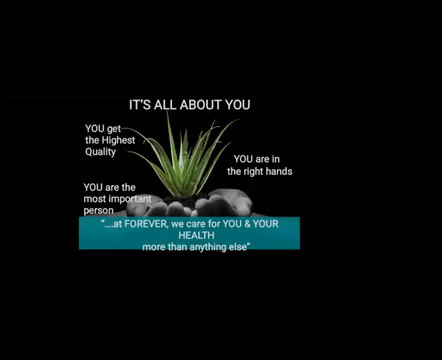 IT'S ALL ABOUT YOU
YOU get
the Highest
Quality
YOU are in
the right hands
YOU are the
most important
person
“....at FOREVER, we care for YOU & YOUR
HEALTH
more than anything else”